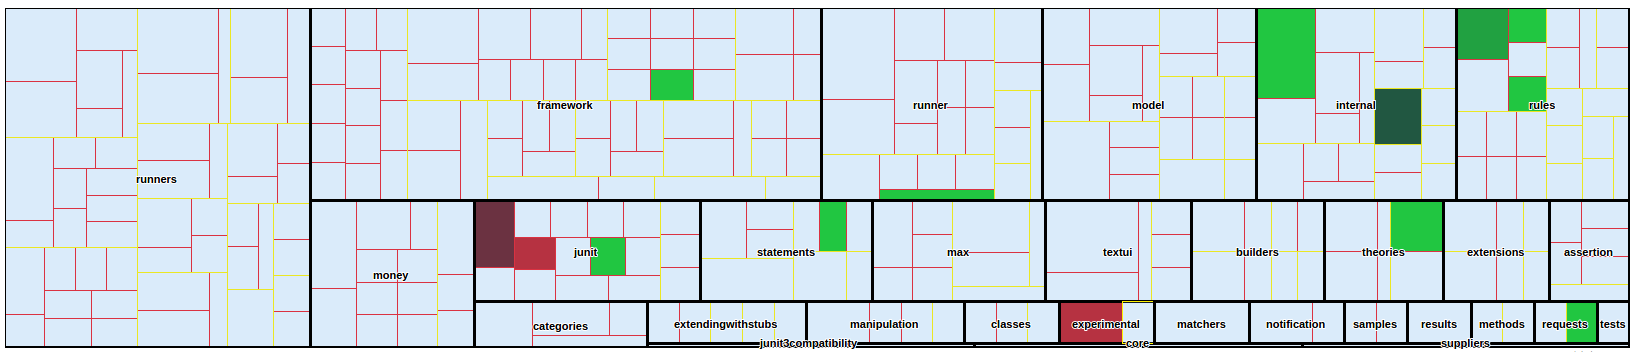 framework
runner
model
internal
rules
runners
junit
statements
max
textui
builders
theories
extensions
assertion
money
categories
extendingwithstubs
manipulation
classes
experimental
matchers
notification
samples
results
methods
requests
tests
junit3compatibility
core
suppliers